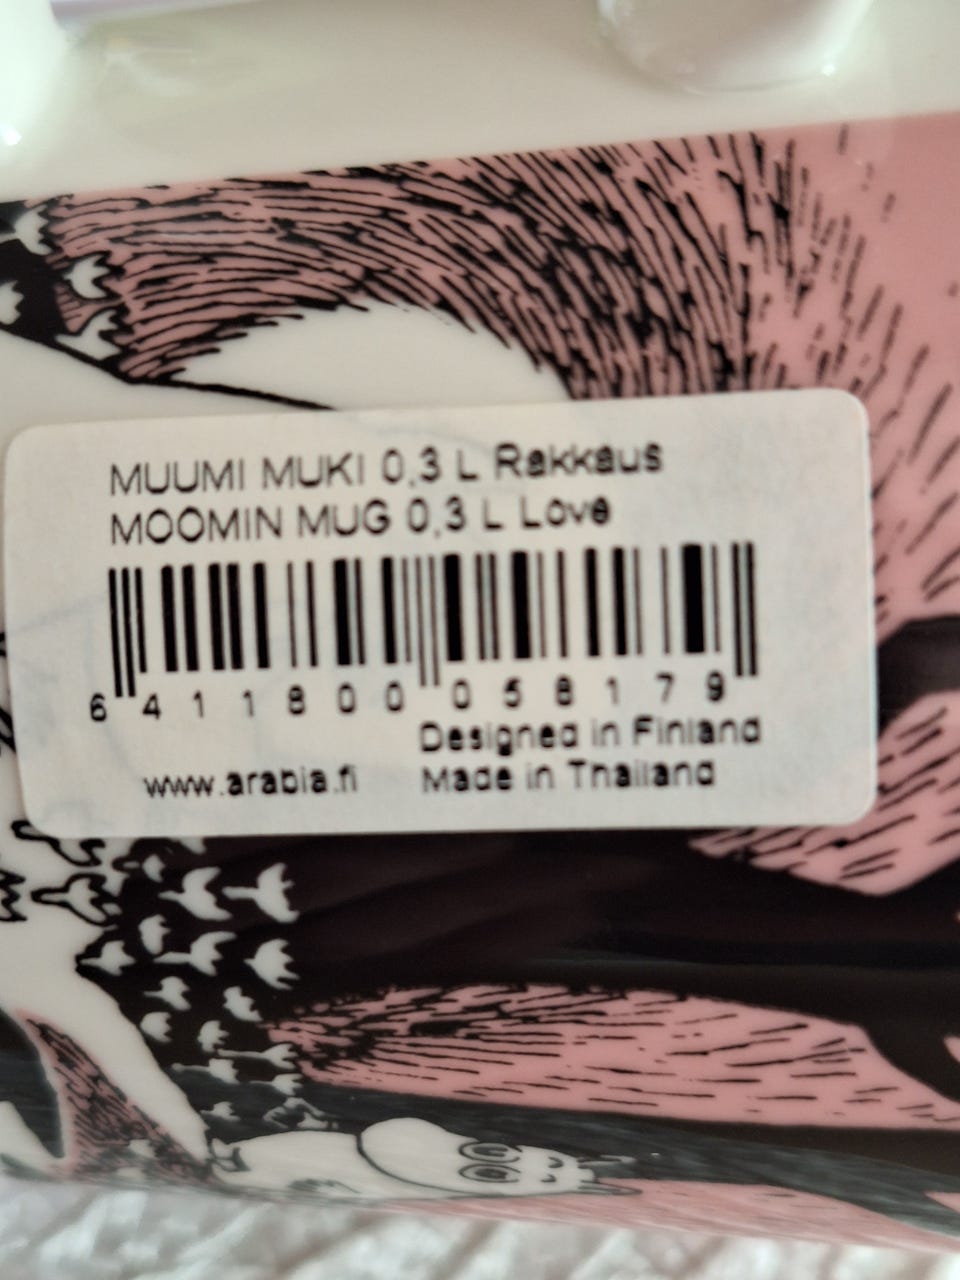 MUUMI MUKI 0,3 L Rakkaus
MOOMIN MUG 0,3 L Love
6 411800 058179
Designed in Finland
www.arabia.fi Made in Thailand